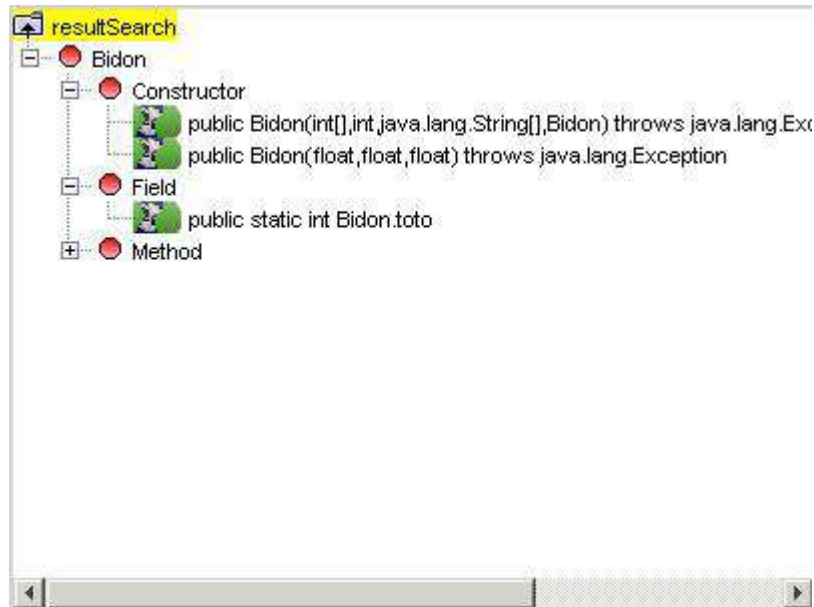 resultSearch
Bidon
Constructor
public Bidon(int[],int,java.lang.String[],Bidon) throws java.lang.Exc
public Bidon(float,float,float) throws java.lang.Exception
Field
public static int Bidon.toto
Method